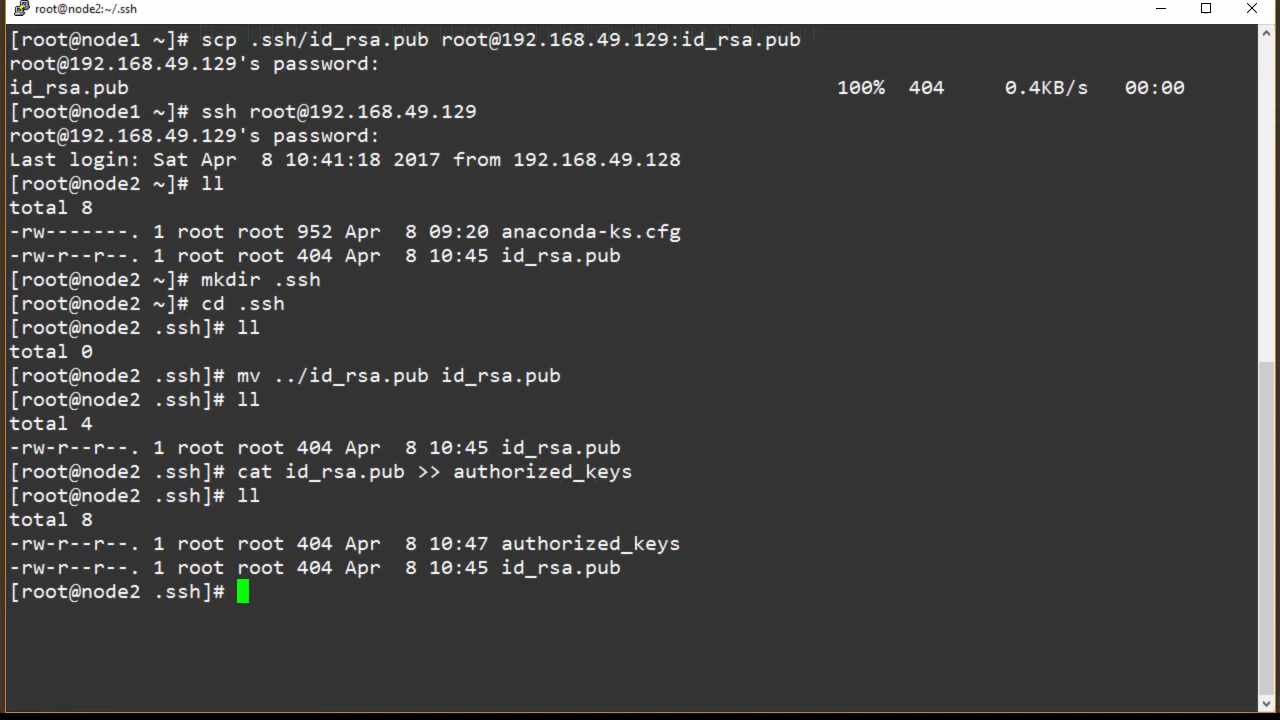 root@node2:~/.ssh
[root@node1 ~]# scp .ssh/id_rsa.pub root@192.168.49.129:id_rsa.pub
root@192.168.49.129's password:
id_rsa.pub 100% 404 0.4KB/s 00:00
[root@node1 ~]# ssh root@192.168.49.129
root@192.168.49.129's password:
Last login: Sat Apr  8 10:41:18 2017 from 192.168.49.128
[root@node2 ~]# ll
total 8
-rw-------. 1 root root 952 Apr  8 09:20 anaconda-ks.cfg
-rw-r--r--. 1 root root 404 Apr  8 10:45 id_rsa.pub
[root@node2 ~]# mkdir .ssh
[root@node2 ~]# cd .ssh
[root@node2 .ssh]# ll
total 0
[root@node2 .ssh]# mv ../id_rsa.pub id_rsa.pub
[root@node2 .ssh]# ll
total 4
-rw-r--r--. 1 root root 404 Apr  8 10:45 id_rsa.pub
[root@node2 .ssh]# cat id_rsa.pub >> authorized_keys
[root@node2 .ssh]# ll
total 8
-rw-r--r--. 1 root root 404 Apr  8 10:47 authorized_keys
-rw-r--r--. 1 root root 404 Apr  8 10:45 id_rsa.pub
[root@node2 .ssh]#